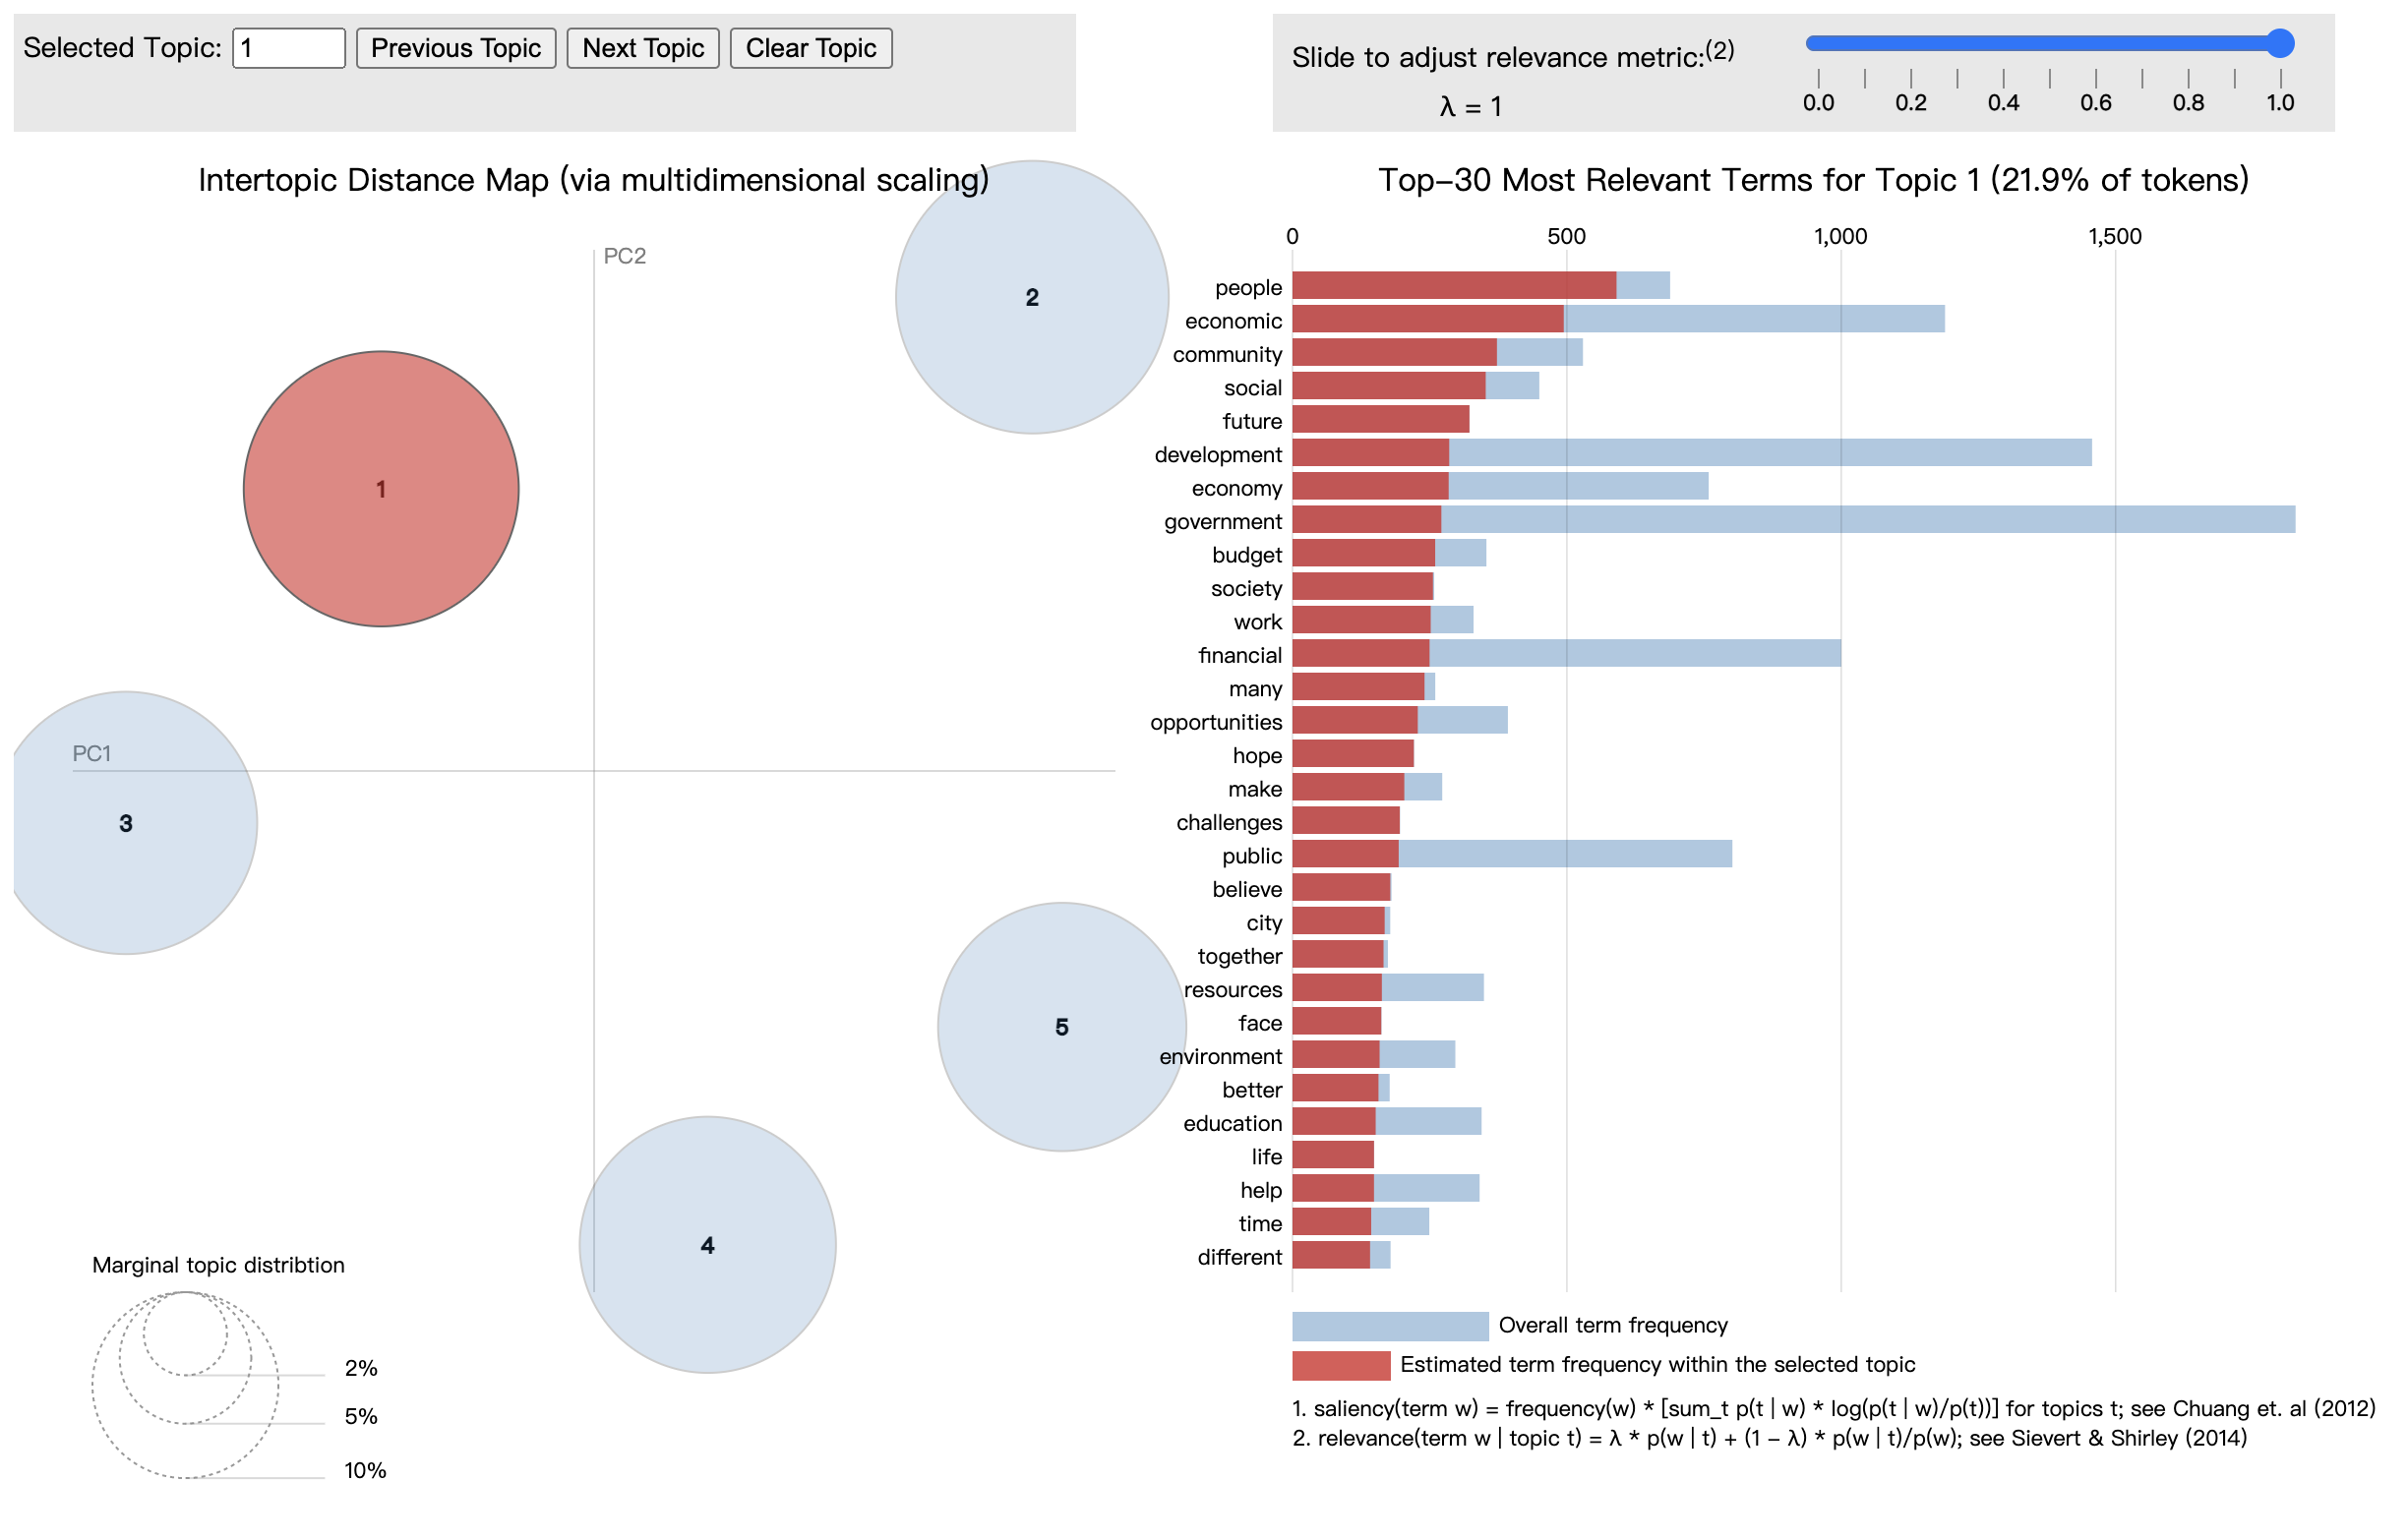 Selected Topic: 1 Previous Topic Next Topic Clear Topic
Slide to adjust relevance metric:(2)
λ = 1
0.0 0.2 0.4 0.6 0.8 1.0
Intertopic Distance Map (via multidimensional scaling)
PC2
PC1
1
2
3
4
5
Marginal topic distribtion
2%
5%
10%
Top-30 Most Relevant Terms for Topic 1 (21.9% of tokens)
0 500 1,000 1,500
people
economic
community
social
future
development
economy
government
budget
society
work
financial
many
opportunities
hope
make
challenges
public
believe
city
together
resources
face
environment
better
education
life
help
time
different
Overall term frequency
Estimated term frequency within the selected topic
1. saliency(term w) = frequency(w) * [sum_t p(t | w) * log(p(t | w)/p(t))] for topics t; see Chuang et. al (2012)
2. relevance(term w | topic t) = λ * p(w | t) + (1 - λ) * p(w | t)/p(w); see Sievert & Shirley (2014)